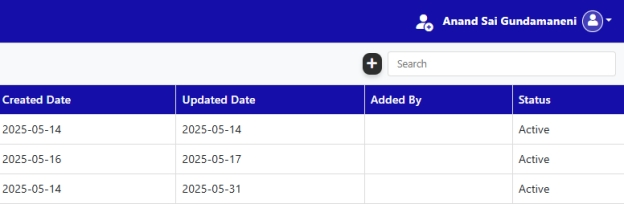 Anand Sai Gundamaneni
Search
Created Date Updated Date Added By Status
2025-05-14 2025-05-14 Active
2025-05-16 2025-05-17 Active
2025-05-14 2025-05-31 Active